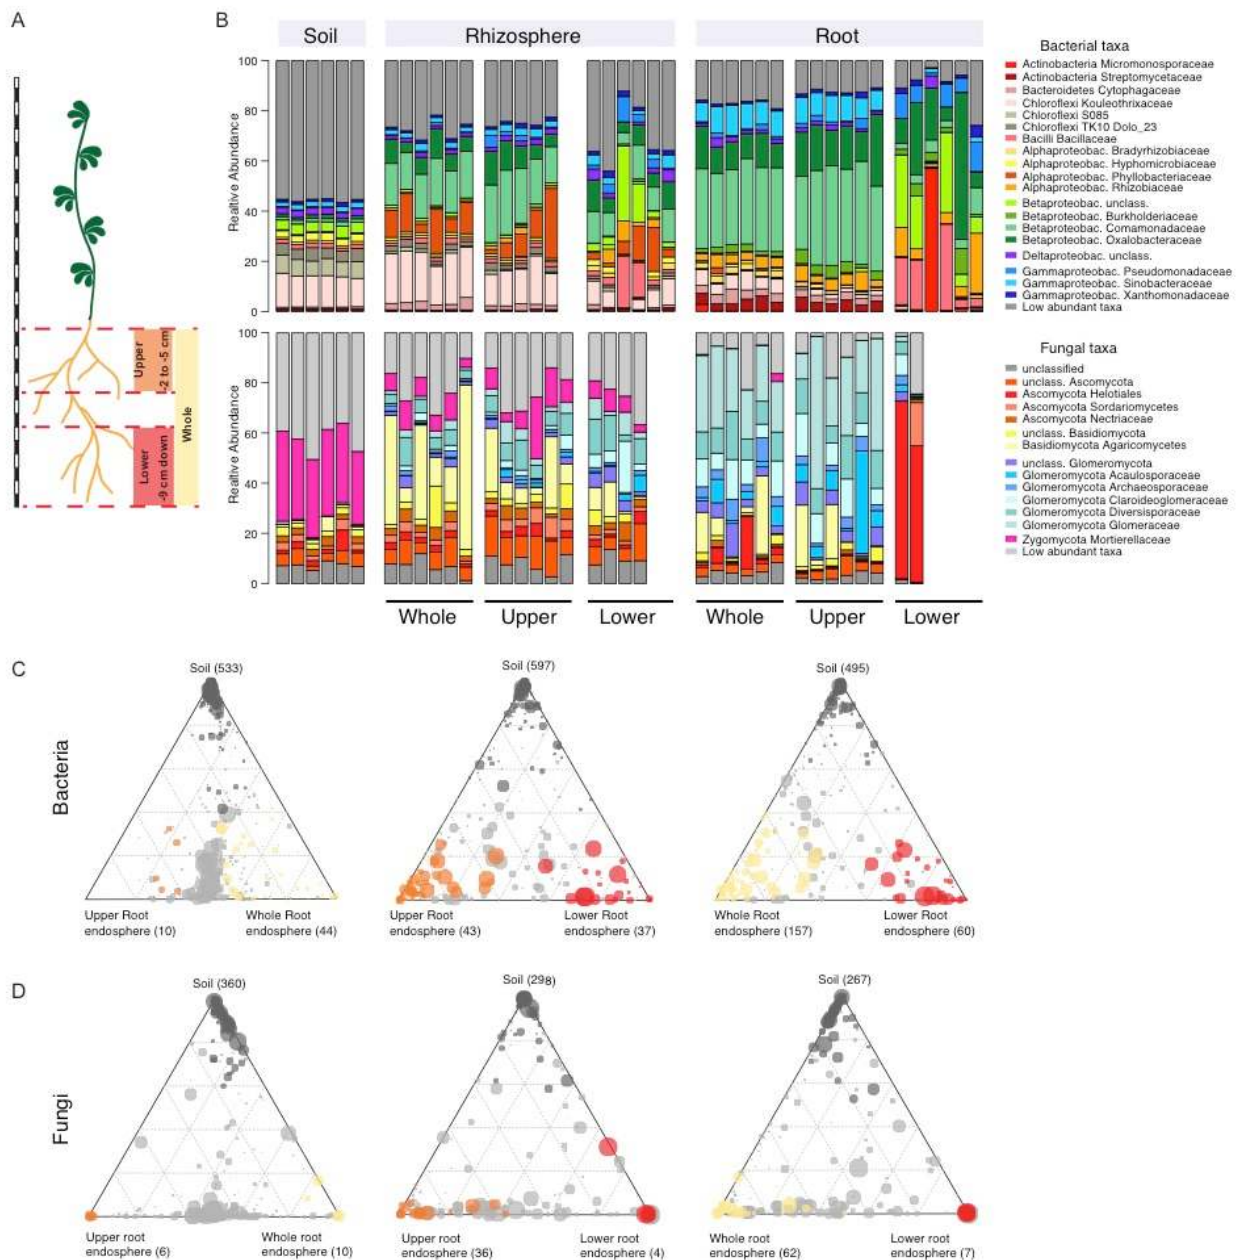 A
B
Soil
Rhizosphere
Root
Upper
-2 to -5 cm
Lower
-9 cm down
Whole
100
80
60
40
20
0
Realtive Abundance
Bacterial taxa
Actinobacteria Micromonosporaceae
Actinobacteria Streptomycetaceae
Bacteroidetes Cytophagaceae
Chloroflexi Kouleothrixaceae
Chloroflexi S085
Chloroflexi TK10 Dolo_23
Bacilli Bacillaceae
Alphaproteobac. Bradyrhizobiaceae
Alphaproteobac. Hyphomicrobiaceae
Alphaproteobac. Phyllobacteriaceae
Alphaproteobac. Rhizobiaceae
Betaproteobac. unclass.
Betaproteobac. Burkholderiaceae
Betaproteobac. Comamonadaceae
Betaproteobac. Oxalobacteraceae
Deltaproteobac. unclass.
Gammaproteobac. Pseudomonadaceae
Gammaproteobac. Sinobacteraceae
Gammaproteobac. Xanthomonadaceae
Low abundant taxa
100
80
60
40
20
0
Realtive Abundance
Fungal taxa
unclassified
unclass. Ascomycota
Ascomycota Helotiales
Ascomycota Sordariomycetes
Ascomycota Nectriaceae
unclass. Basidiomycota
Basidiomycota Agaricomycetes
unclass. Glomeromycota
Glomeromycota Acaulosporaceae
Glomeromycota Archaeosporaceae
Glomeromycota Claroideoglomeraceae
Glomeromycota Diversisporaceae
Glomeromycota Glomeraceae
Zygomycota Mortierellaceae
Low abundant taxa
Whole
Upper
Lower
Whole
Upper
Lower
C
Bacteria
Soil (533)
Upper Root
endosphere (10)
Whole Root
endosphere (44)
Soil (597)
Upper Root
endosphere (43)
Lower Root
endosphere (37)
Soil (495)
Whole Root
endosphere (157)
Lower Root
endosphere (60)
D
Fungi
Soil (360)
Upper root
endosphere (6)
Whole root
endosphere (10)
Soil (298)
Upper root
endosphere (36)
Lower root
endosphere (4)
Soil (267)
Whole root
endosphere (62)
Lower root
endosphere (7)